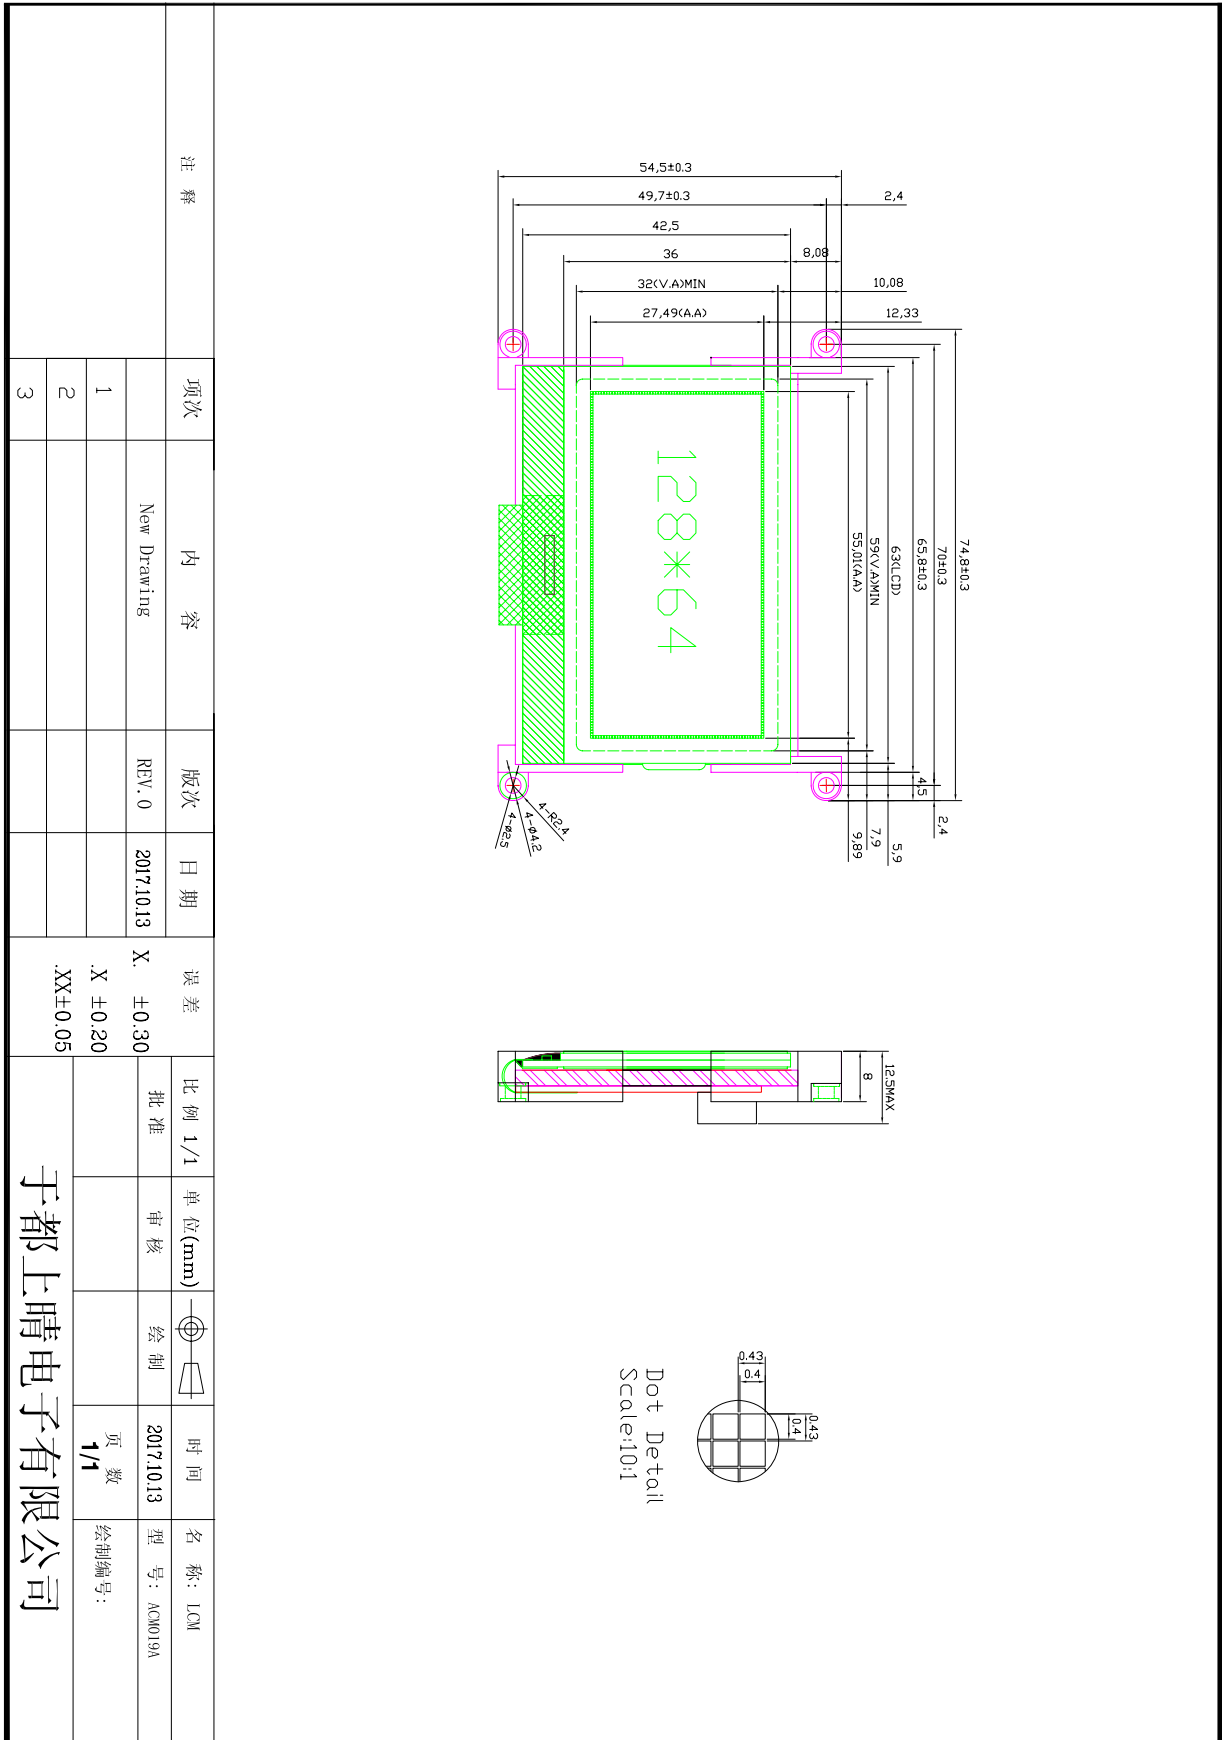 54,5±0.3
49,7±0.3
2,4
42,5
36
8,08
32(V.A)MIN
10,08
27,49(A.A)
12,33
74,8±0.3
70±0.3
65,8±0.3
63(LCD)
59(V.A)MIN
55,01(A.A)
4,5
2,4
5,9
7,9
9,89
4-R2.4
4-ø4.2
4-ø2.5
128*64
12.5MAX
8
0.43
0.4
0.43
0.4
Dot Detail
Scale:10:1
注 释
项次
内 容
版次
日 期
误 差
New Drawing
REV.0
2017.10.13
1
2
3
X. ±0.30
.X ±0.20
.XX±0.05
比 例 1/1
单 位(mm)
时 间
名 称: LCM
批 准
审 核
绘 制
2017.10.13
型 号: ACM019A
页 数
1/1
绘制编号:
于都上晴电子有限公司